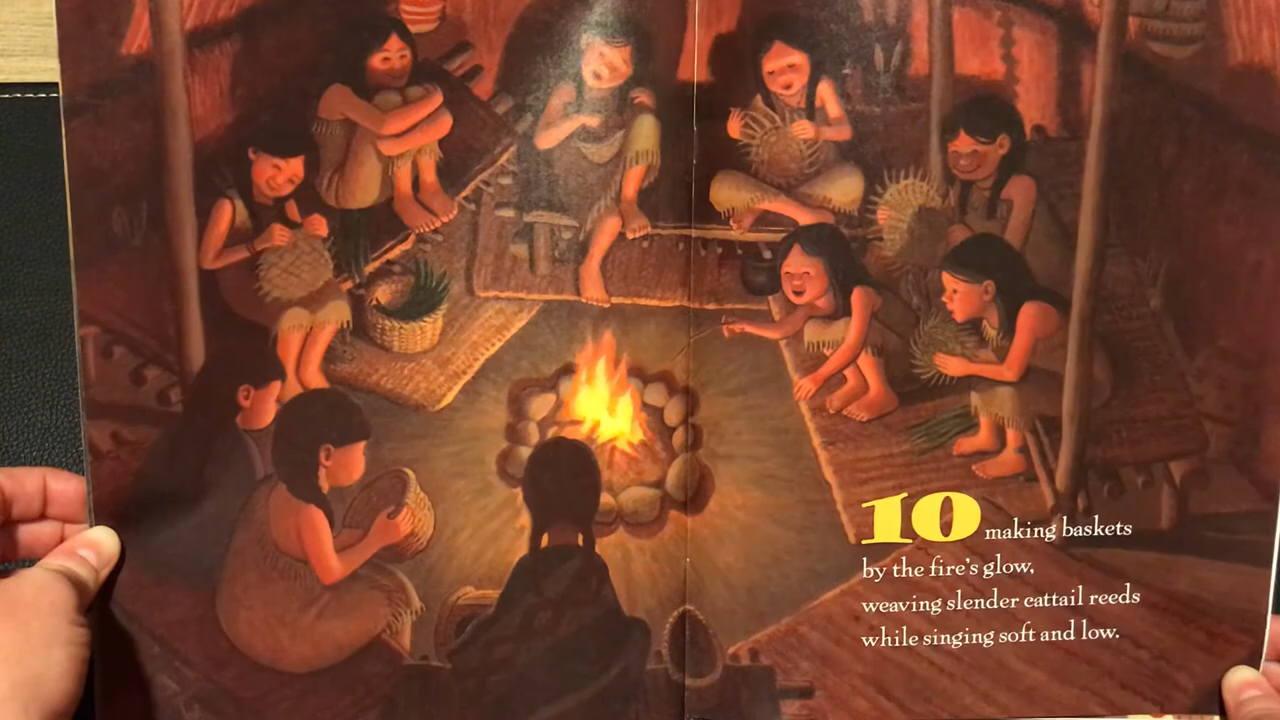 10 making baskets
by the fire's glow,
weaving slender cattail reeds
while singing soft and low.